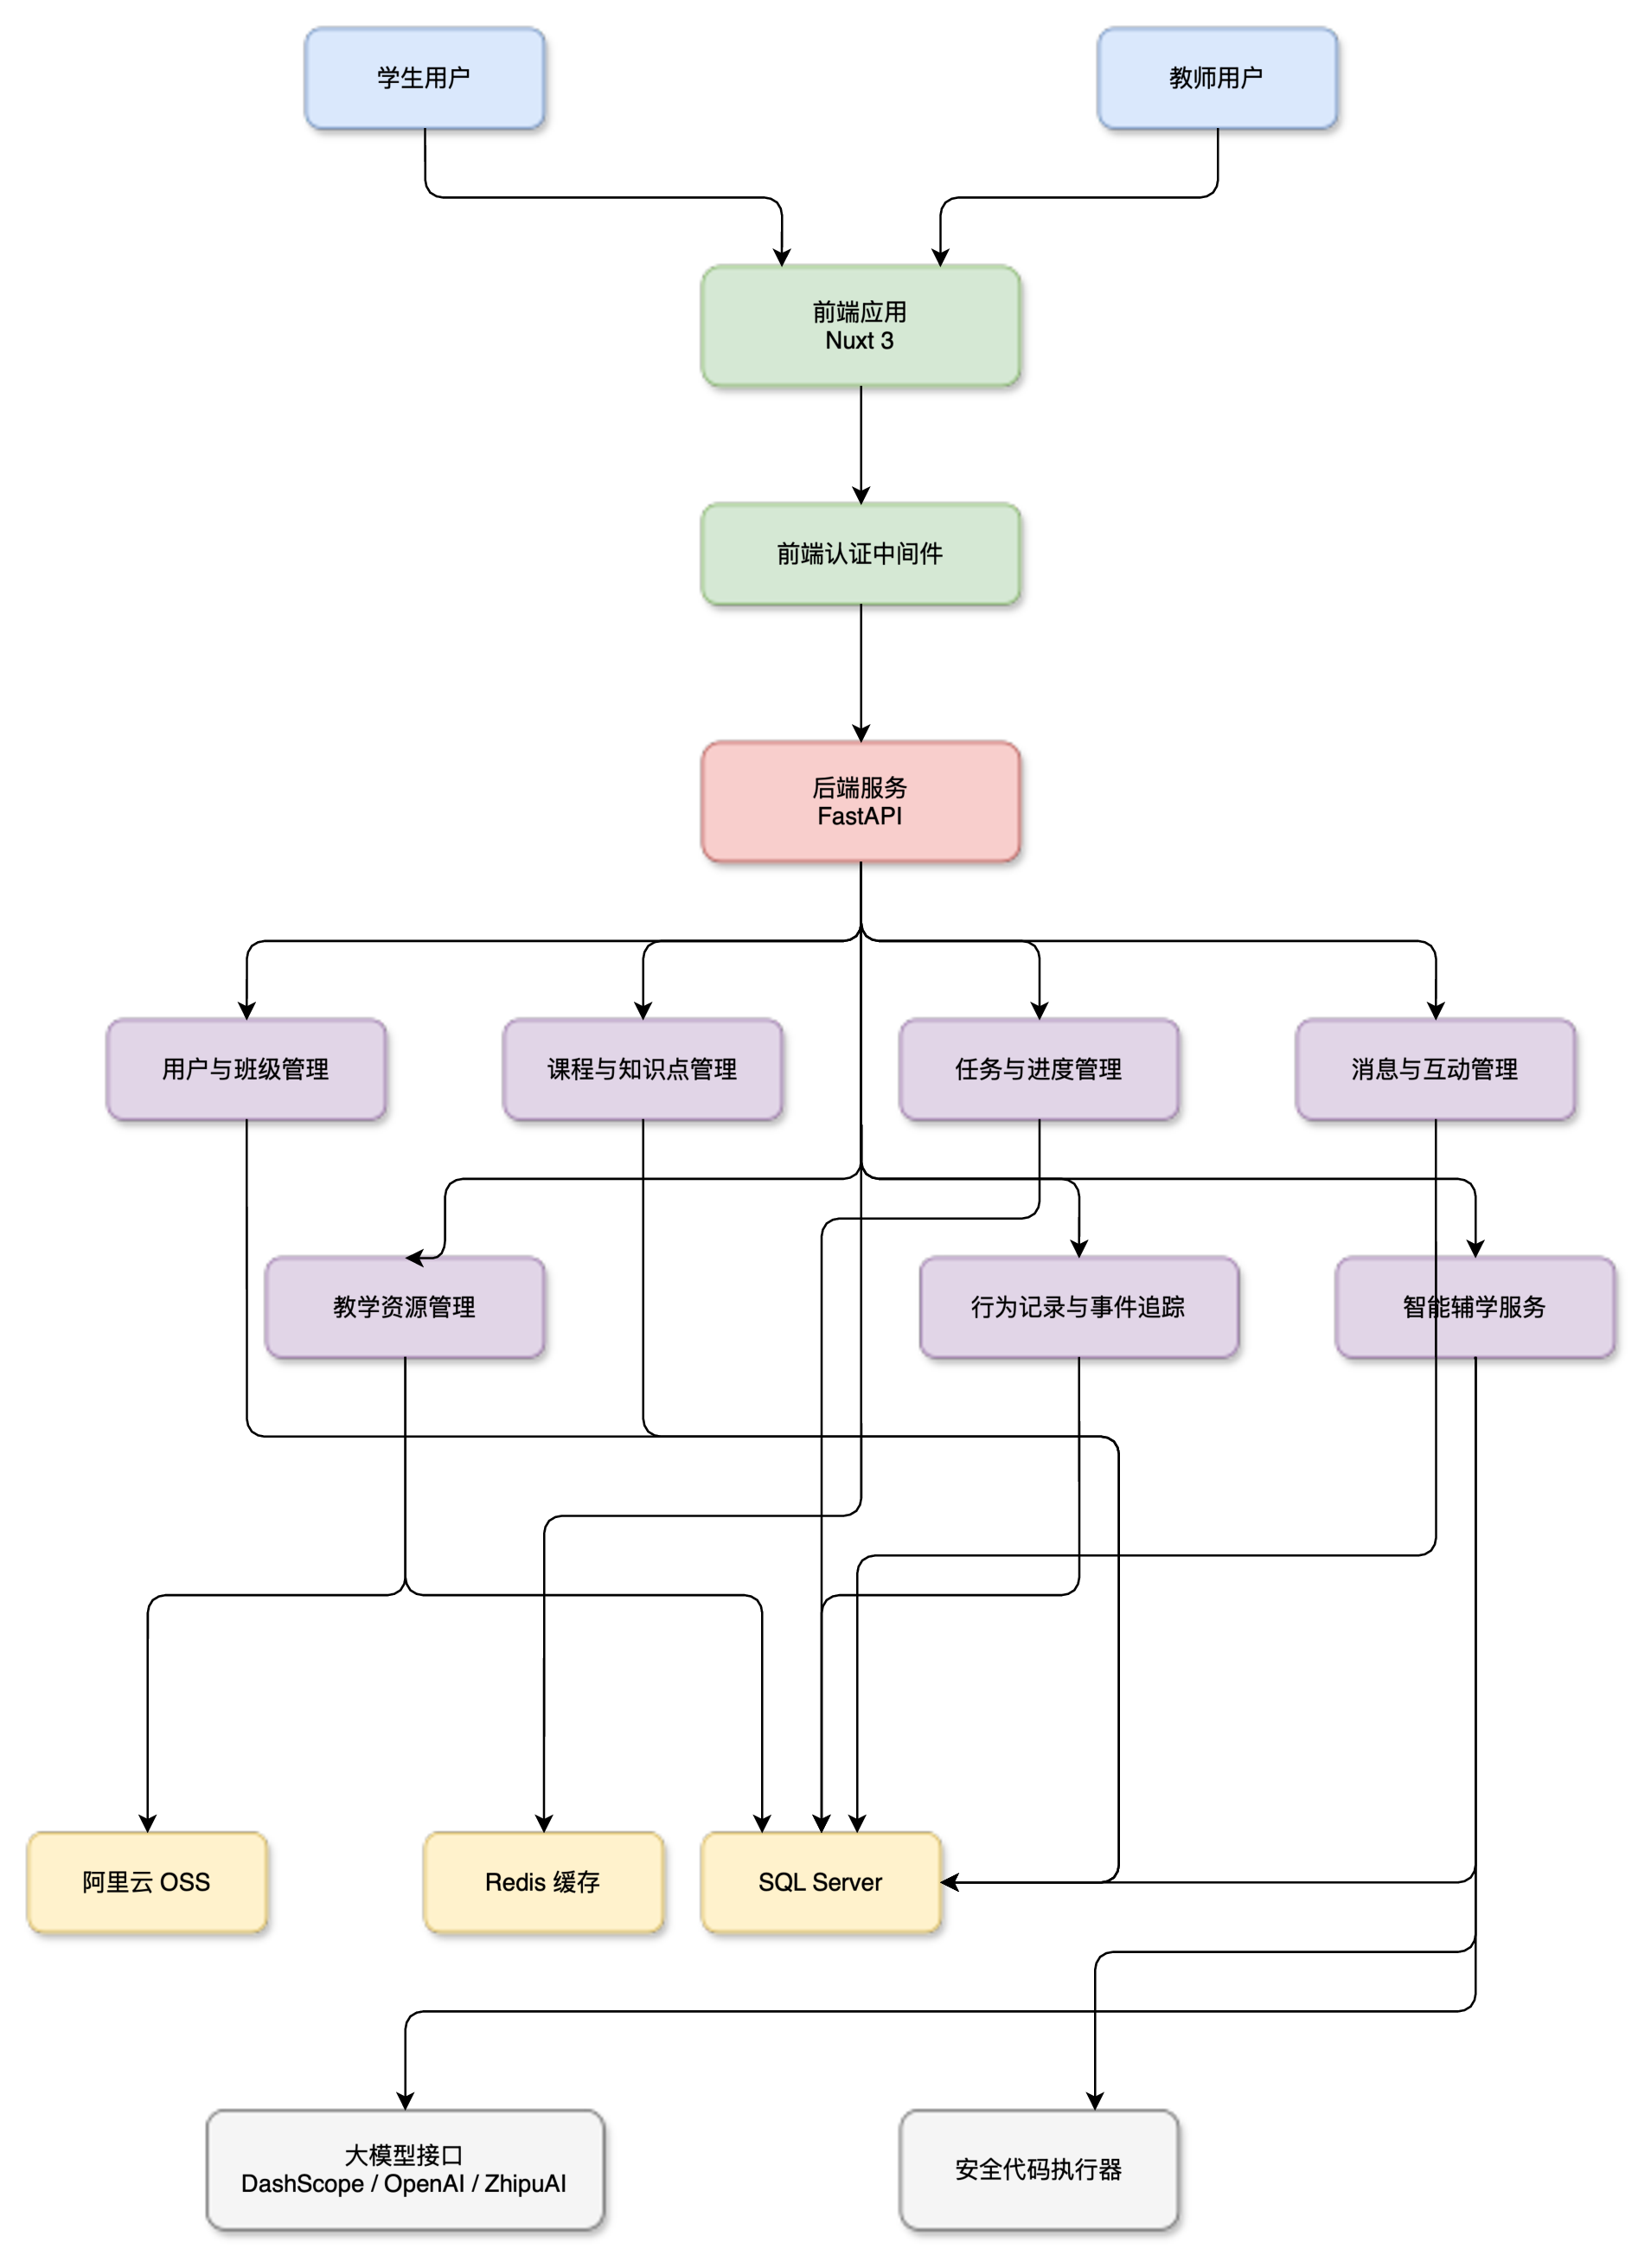 学生用户
教师用户
前端应用
Nuxt 3
前端认证中间件
后端服务
FastAPI
用户与班级管理
课程与知识点管理
任务与进度管理
消息与互动管理
教学资源管理
行为记录与事件追踪
智能辅学服务
阿里云 OSS
Redis 缓存
SQL Server
大模型接口
DashScope / OpenAI / ZhipuAI
安全代码执行器